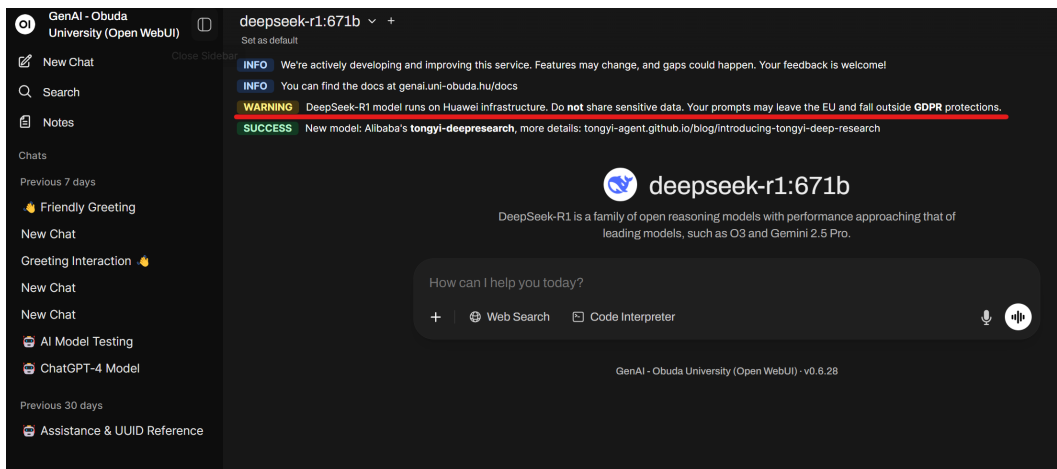 OI
GenAI - Obuda
University (Open WebUI)
deepseek-r1:671b
Set as default
New Chat
Close Sidebar
Search
Notes
Chats
Previous 7 days
👋 Friendly Greeting
New Chat
Greeting Interaction 👋
New Chat
New Chat
🤖 AI Model Testing
🤖 ChatGPT-4 Model
Previous 30 days
🤖 Assistance & UUID Reference
INFO We're actively developing and improving this service. Features may change, and gaps could happen. Your feedback is welcome!
INFO You can find the docs at genai.uni-obuda.hu/docs
WARNING DeepSeek-R1 model runs on Huawei infrastructure. Do not share sensitive data. Your prompts may leave the EU and fall outside GDPR protections.
SUCCESS New model: Alibaba's tongyi-deepresearch, more details: tongyi-agent.github.io/blog/introducing-tongyi-deep-research
deepseek-r1:671b
DeepSeek-R1 is a family of open reasoning models with performance approaching that of
leading models, such as O3 and Gemini 2.5 Pro.
How can I help you today?
+ Web Search Code Interpreter
GenAI - Obuda University (Open WebUI) · v0.6.28